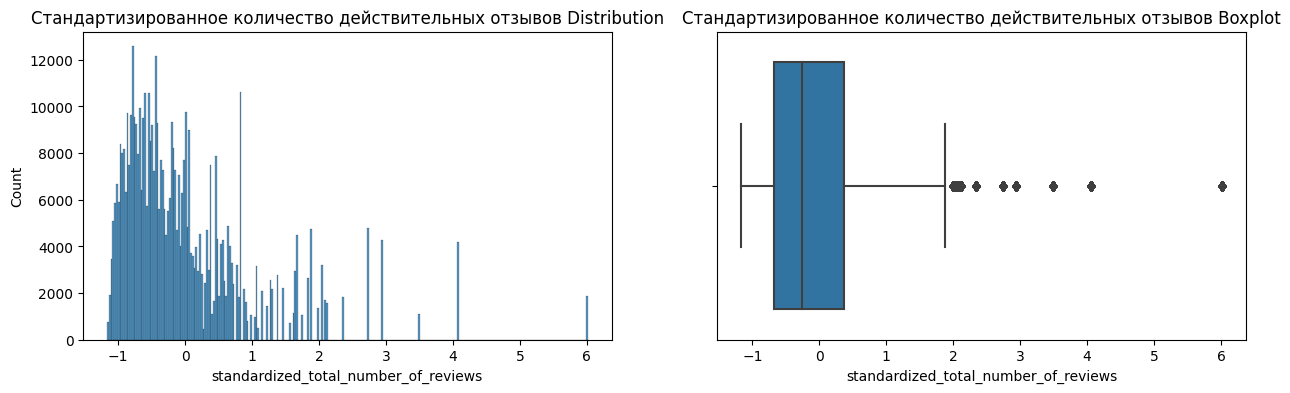 Стандартизированное количество действительных отзывов Distribution
Count
12000
10000
8000
6000
4000
2000
0
−1 0 1 2 3 4 5 6
standardized_total_number_of_reviews
Стандартизированное количество действительных отзывов Boxplot
−1 0 1 2 3 4 5 6
standardized_total_number_of_reviews